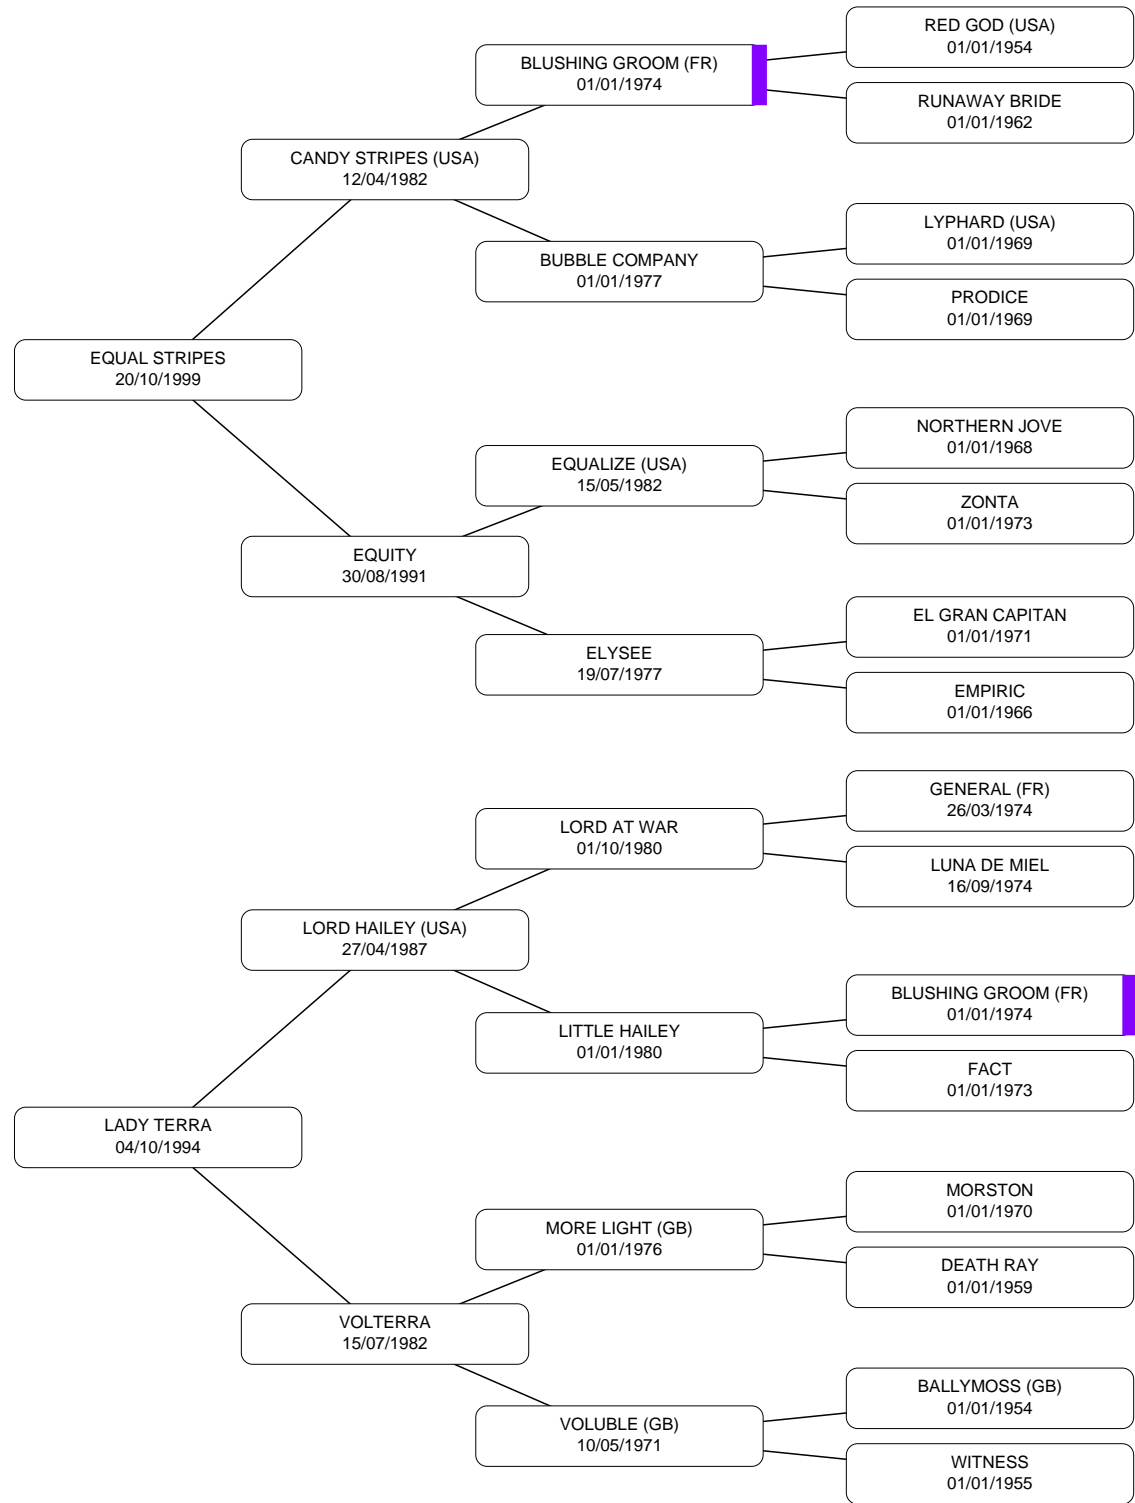 RED GOD (USA)
01/01/1954
BLUSHING GROOM (FR)
01/01/1974
RUNAWAY BRIDE
01/01/1962
CANDY STRIPES (USA)
12/04/1982
LYPHARD (USA)
01/01/1969
BUBBLE COMPANY
01/01/1977
PRODICE
01/01/1969
EQUAL STRIPES
20/10/1999
NORTHERN JOVE
01/01/1968
EQUALIZE (USA)
15/05/1982
ZONTA
01/01/1973
EQUITY
30/08/1991
EL GRAN CAPITAN
01/01/1971
ELYSEE
19/07/1977
EMPIRIC
01/01/1966
GENERAL (FR)
26/03/1974
LORD AT WAR
01/10/1980
LUNA DE MIEL
16/09/1974
LORD HAILEY (USA)
27/04/1987
BLUSHING GROOM (FR)
01/01/1974
LITTLE HAILEY
01/01/1980
FACT
01/01/1973
LADY TERRA
04/10/1994
MORSTON
01/01/1970
MORE LIGHT (GB)
01/01/1976
DEATH RAY
01/01/1959
VOLTERRA
15/07/1982
BALLYMOSS (GB)
01/01/1954
VOLUBLE (GB)
10/05/1971
WITNESS
01/01/1955